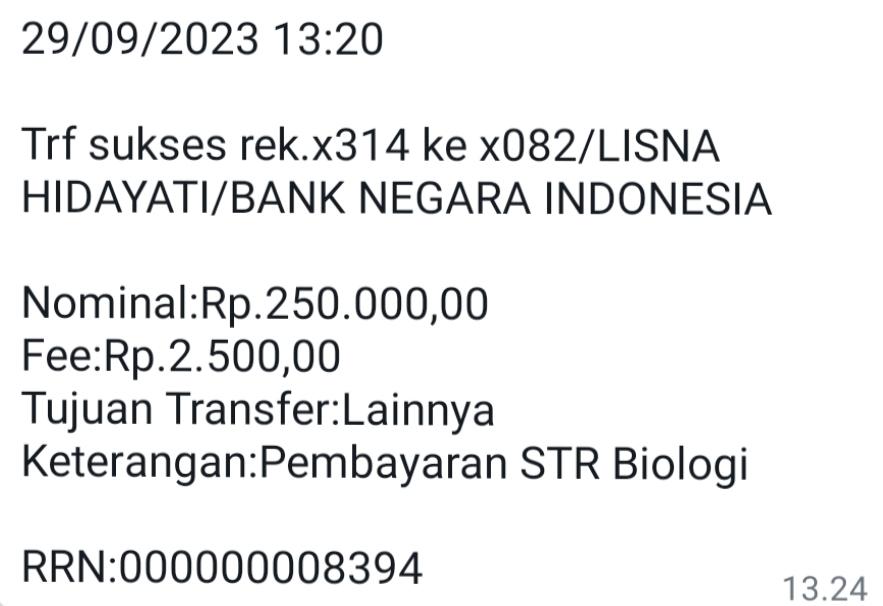 29/09/2023 13:20
Trf sukses rek.x314 ke x082/LISNA
HIDAYATI/BANK NEGARA INDONESIA
Nominal:Rp.250.000,00
Fee:Rp.2.500,00
Tujuan Transfer:Lainnya
Keterangan:Pembayaran STR Biologi
RRN:000000008394
13.24